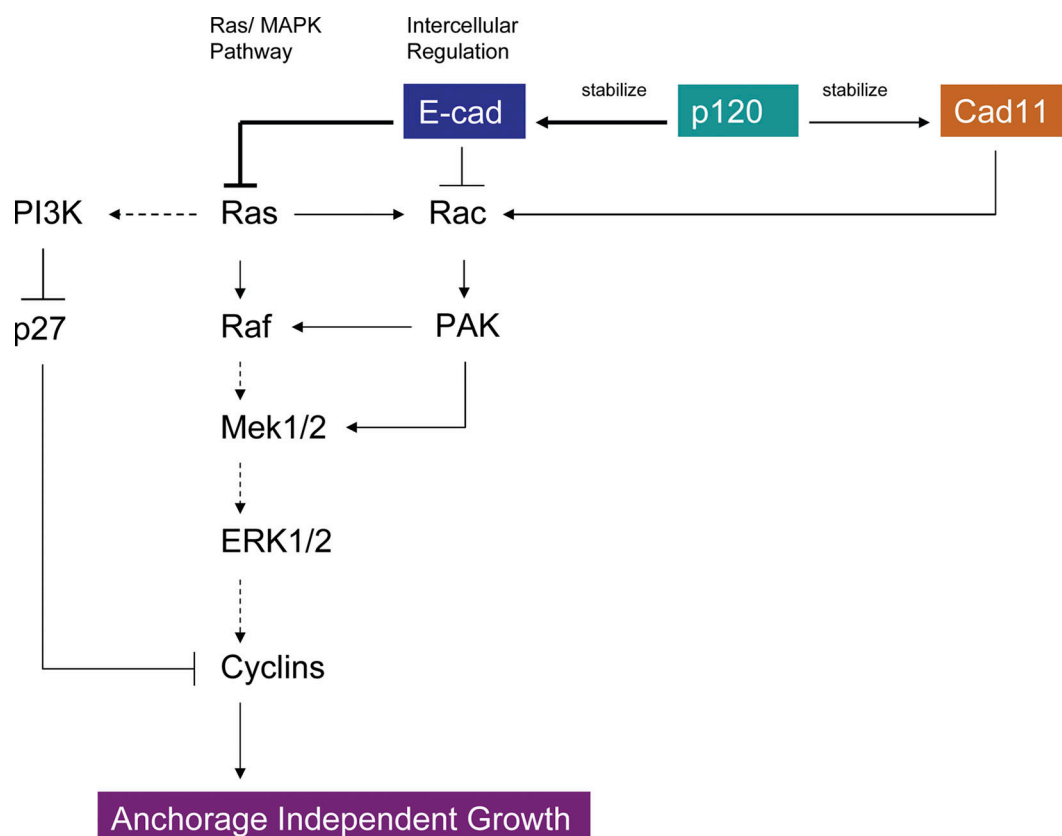 Ras/ MAPK
Pathway
Intercellular
Regulation
E-cad
stabilize
p120
stabilize
Cad11
PI3K
Ras
Rac
p27
Raf
PAK
Mek1/2
ERK1/2
Cyclins
Anchorage Independent Growth